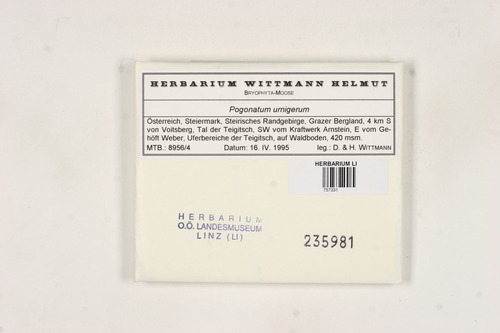 HERBARIUM WITTMANN HELMUT
BRYOPHYTA-MOOSE
Pogonatum urnigerum
Österreich, Steiermark, Steirisches Randgebirge, Grazer Bergland, 4 km S
von Voitsberg, Tal der Teigitsch, SW vom Kraftwerk Arnstein, E vom Ge-
höft Weber, Uferbereiche der Teigitsch, auf Waldboden, 420 msm.
MTB.: 8956/4 Datum: 16. IV. 1995 leg.: D. & H. WITTMANN
HERBARIUM LI
757331
HERBARIUM
O.Ö. LANDESMUSEUM
LINZ (LI)
235981